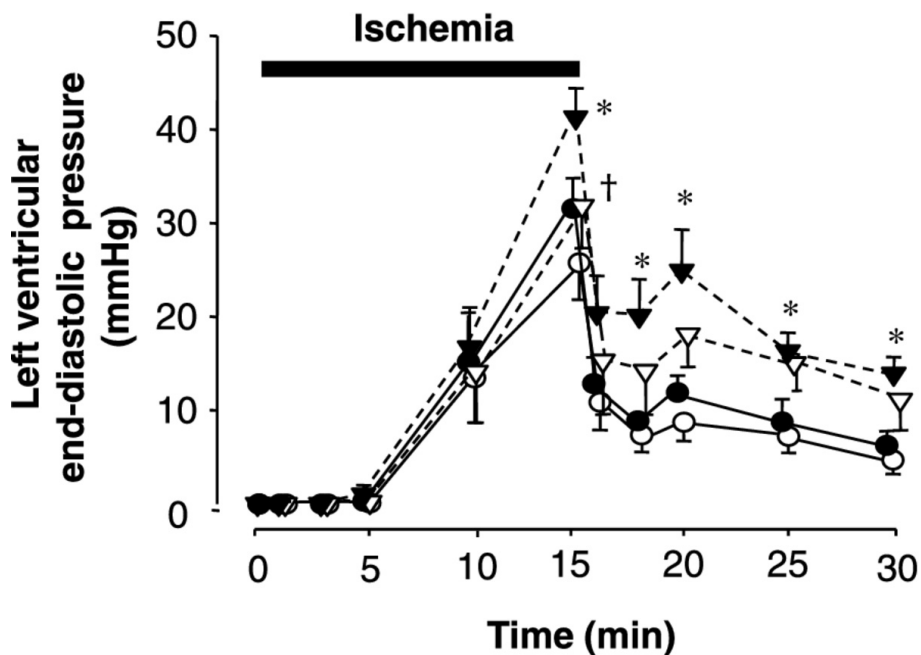 Ischemia
Left ventricular
end-diastolic pressure
(mmHg)
50
40
30
20
10
0
*
†
*
*
*
*
0 5 10 15 20 25 30
Time (min)